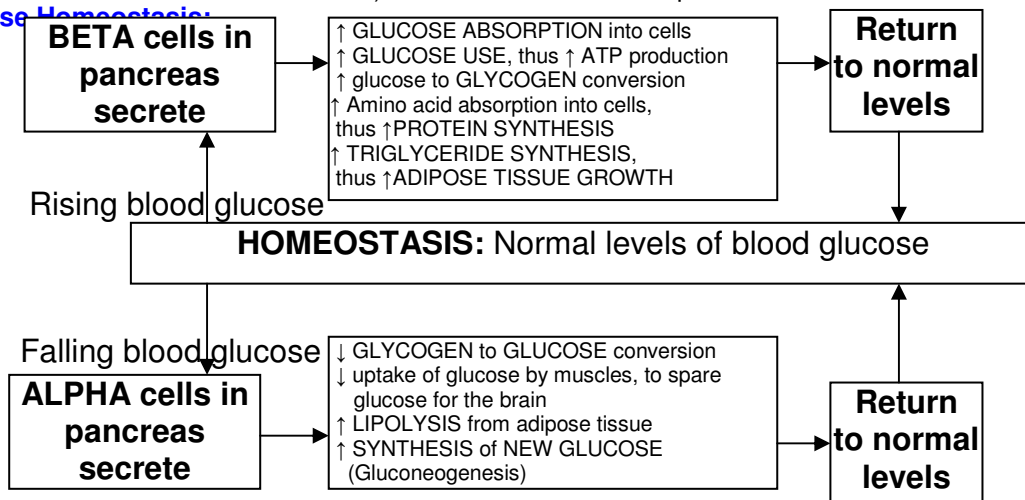 se Homeostasis:
BETA cells in
pancreas
secrete
↑ GLUCOSE ABSORPTION into cells
↑ GLUCOSE USE, thus ↑ ATP production
↑ glucose to GLYCOGEN conversion
↑ Amino acid absorption into cells,
thus ↑PROTEIN SYNTHESIS
↑ TRIGLYCERIDE SYNTHESIS,
thus ↑ADIPOSE TISSUE GROWTH
Return
to normal
levels
Rising blood glucose
HOMEOSTASIS: Normal levels of blood glucose
Falling blood glucose
ALPHA cells in
pancreas
secrete
↓ GLYCOGEN to GLUCOSE conversion
↓ uptake of glucose by muscles, to spare
glucose for the brain
↑ LIPOLYSIS from adipose tissue
↑ SYNTHESIS of NEW GLUCOSE
(Gluconeogenesis)
Return
to normal
levels